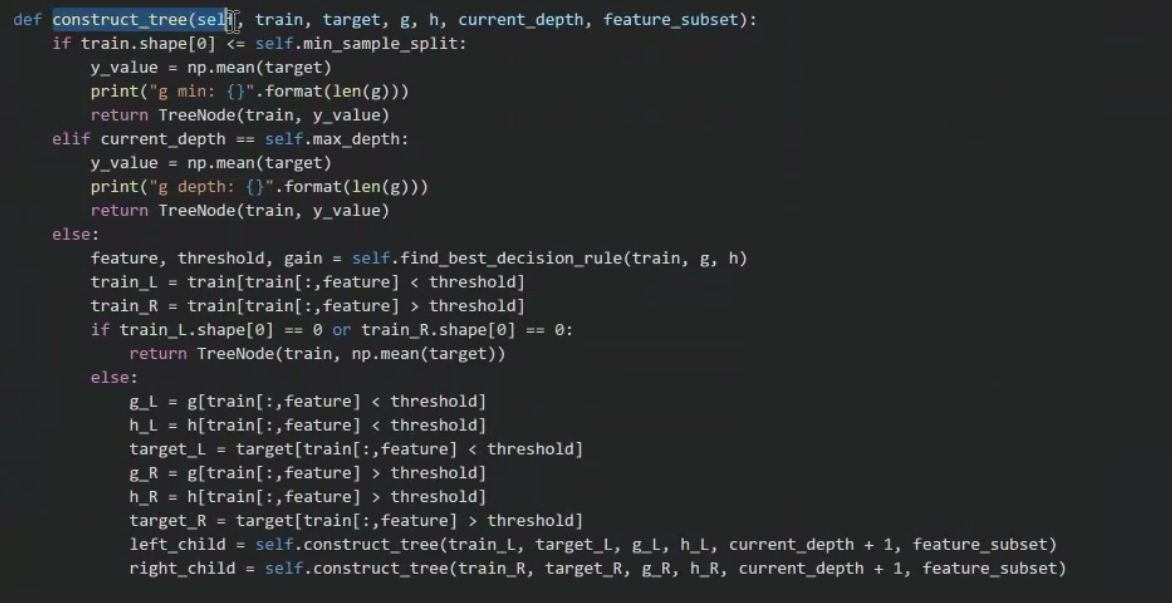 def construct_tree(self, train, target, g, h, current_depth, feature_subset):
    if train.shape[0] <= self.min_sample_split:
        y_value = np.mean(target)
        print("g min: {}".format(len(g)))
        return TreeNode(train, y_value)
    elif current_depth == self.max_depth:
        y_value = np.mean(target)
        print("g depth: {}".format(len(g)))
        return TreeNode(train, y_value)
    else:
        feature, threshold, gain = self.find_best_decision_rule(train, g, h)
        train_L = train[train[:,feature] < threshold]
        train_R = train[train[:,feature] > threshold]
        if train_L.shape[0] == 0 or train_R.shape[0] == 0:
            return TreeNode(train, np.mean(target))
        else:
            g_L = g[train[:,feature] < threshold]
            h_L = h[train[:,feature] < threshold]
            target_L = target[train[:,feature] < threshold]
            g_R = g[train[:,feature] > threshold]
            h_R = h[train[:,feature] > threshold]
            target_R = target[train[:,feature] > threshold]
            left_child = self.construct_tree(train_L, target_L, g_L, h_L, current_depth + 1, feature_subset)
            right_child = self.construct_tree(train_R, target_R, g_R, h_R, current_depth + 1, feature_subset)